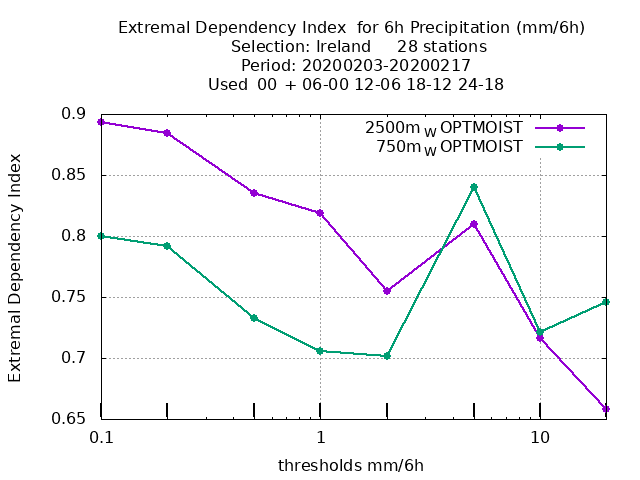 Extremal Dependency Index  for 6h Precipitation (mm/6h)
Selection: Ireland     28 stations
Period: 20200203-20200217
Used  00  + 06-00 12-06 18-12 24-18
2500m W OPTMOIST
750m W OPTMOIST
Extremal Dependency Index
0.9
0.85
0.8
0.75
0.7
0.65
0.1 1 10
thresholds mm/6h